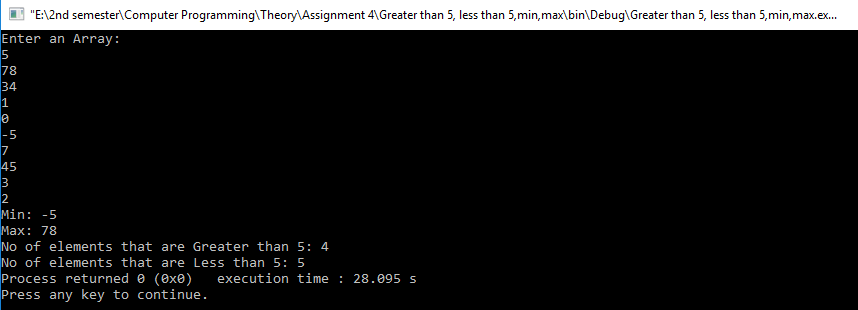 "E:\2nd semester\Computer Programming\Theory\Assignment 4\Greater than 5, less than 5,min,max\bin\Debug\Greater than 5, less than 5,min,max.ex...
Enter an Array:
5
78
34
1
0
-5
7
45
3
2
Min: -5
Max: 78
No of elements that are Greater than 5: 4
No of elements that are Less than 5: 5
Process returned 0 (0x0)   execution time : 28.095 s
Press any key to continue.